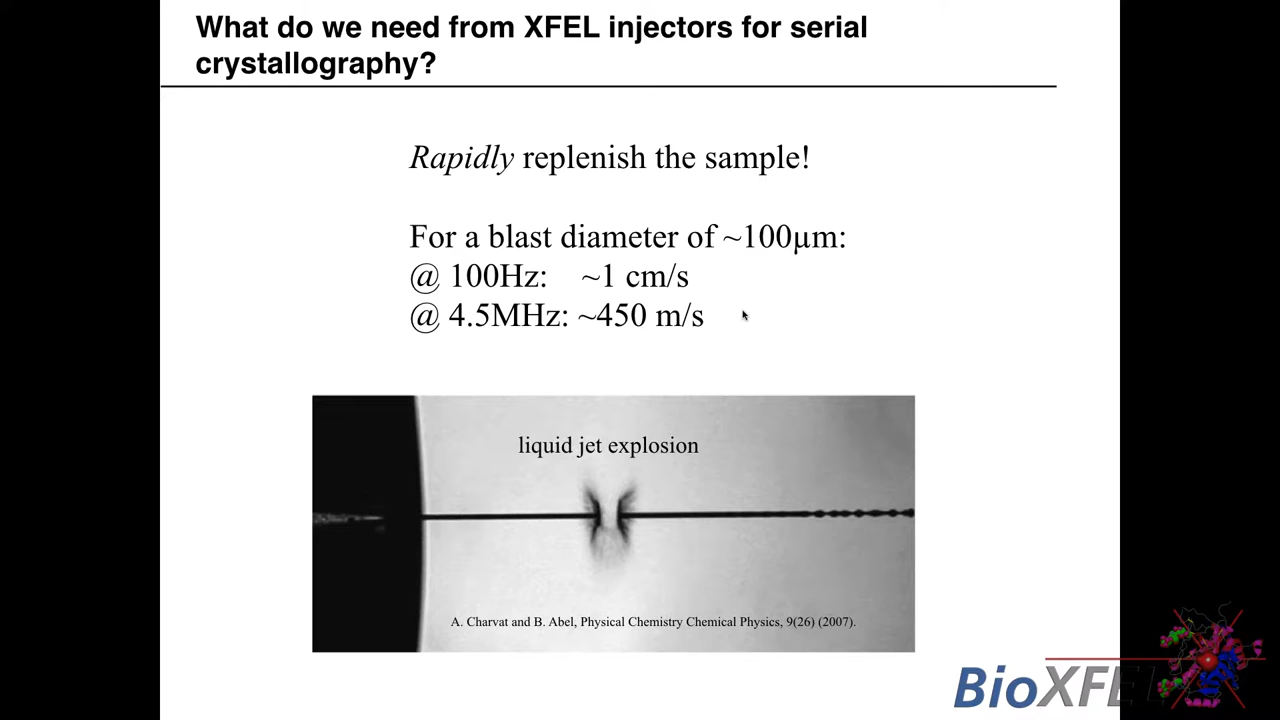 What do we need from XFEL injectors for serial
crystallography?
Rapidly replenish the sample!
For a blast diameter of ~100µm:
@ 100Hz: ~1 cm/s
@ 4.5MHz: ~450 m/s
liquid jet explosion
A. Charvat and B. Abel, Physical Chemistry Chemical Physics, 9(26) (2007).
BioXFEL